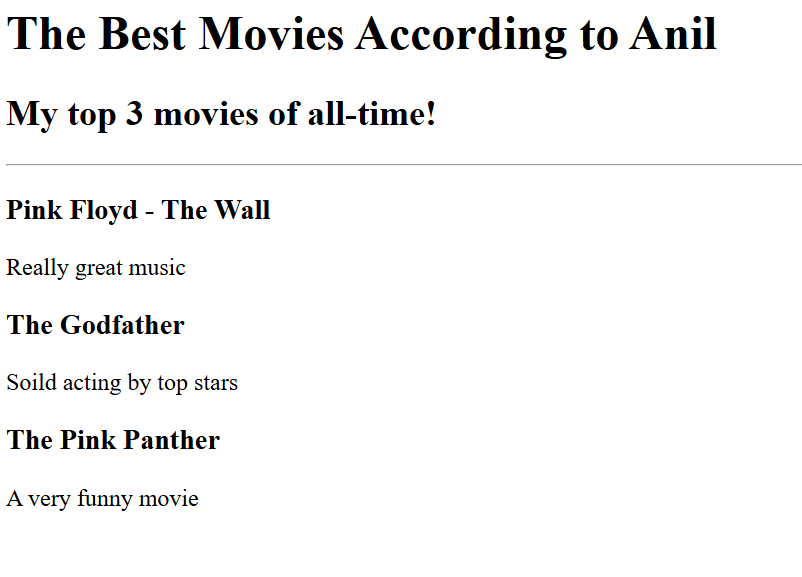 The Best Movies According to Anil
My top 3 movies of all-time!
Pink Floyd - The Wall
Really great music
The Godfather
Soild acting by top stars
The Pink Panther
A very funny movie